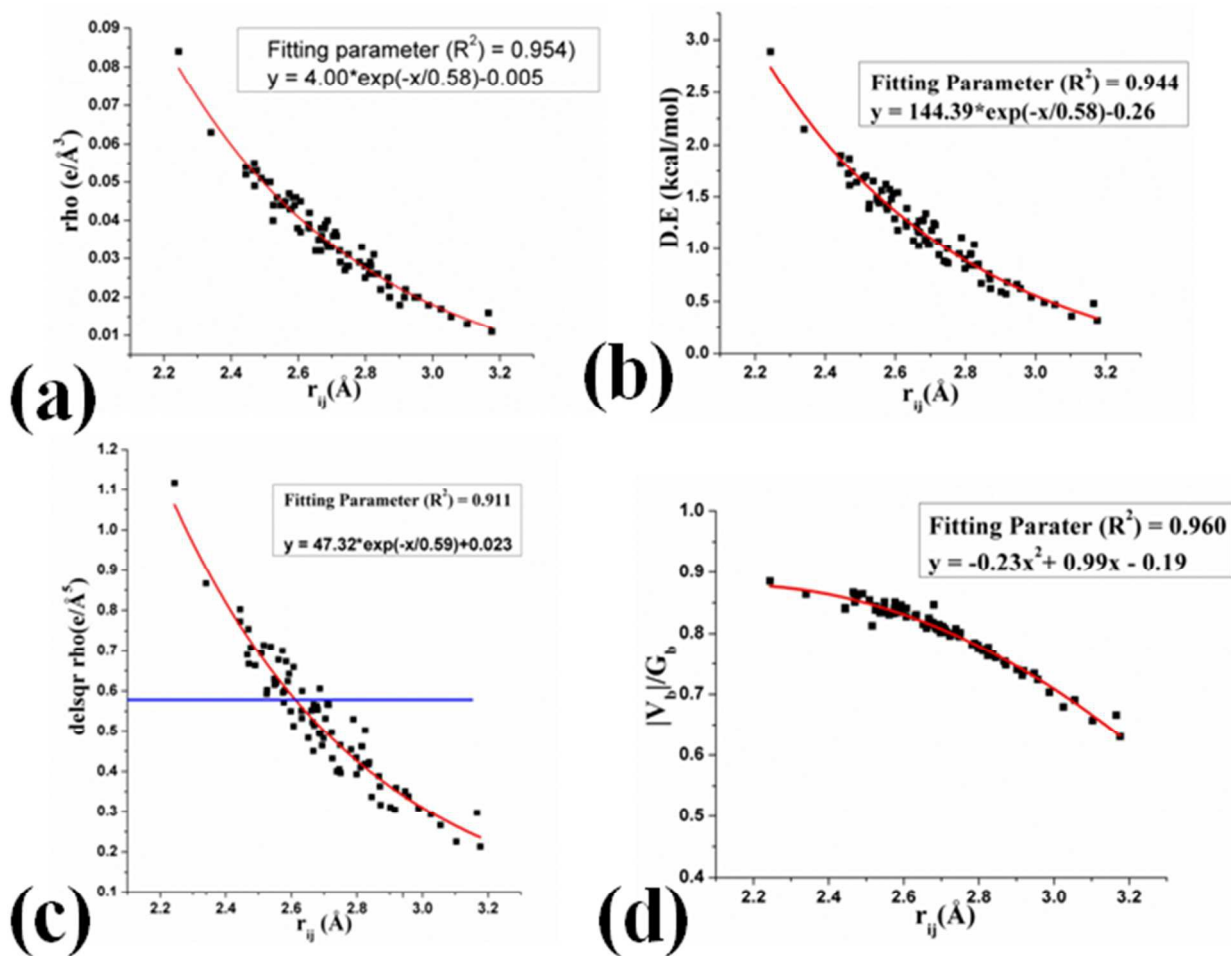 0.09
0.08
0.07
0.06
0.05
0.04
0.03
0.02
0.01
rho (e/Å³)
Fitting parameter (R²) = 0.954)
y = 4.00*exp(-x/0.58)-0.005
2.2 2.4 2.6 2.8 3.0 3.2
r_ij(Å)
(a)
3.0
2.5
2.0
1.5
1.0
0.5
0.0
D.E (kcal/mol)
Fitting Parameter (R²) = 0.944
y = 144.39*exp(-x/0.58)-0.26
2.2 2.4 2.6 2.8 3.0 3.2
r_ij(Å)
(b)
1.2
1.1
1.0
0.9
0.8
0.7
0.6
0.5
0.4
0.3
0.2
0.1
delsqr rho(e/Å⁵)
Fitting Parameter (R²) = 0.911
y = 47.32*exp(-x/0.59)+0.023
2.2 2.4 2.6 2.8 3.0 3.2
r_ij(Å)
(c)
1.0
0.9
0.8
0.7
0.6
0.5
0.4
|V_b|/G_b
Fitting Parater (R²) = 0.960
y = -0.23x²+ 0.99x - 0.19
2.2 2.4 2.6 2.8 3.0 3.2
r_ij(Å)
(d)